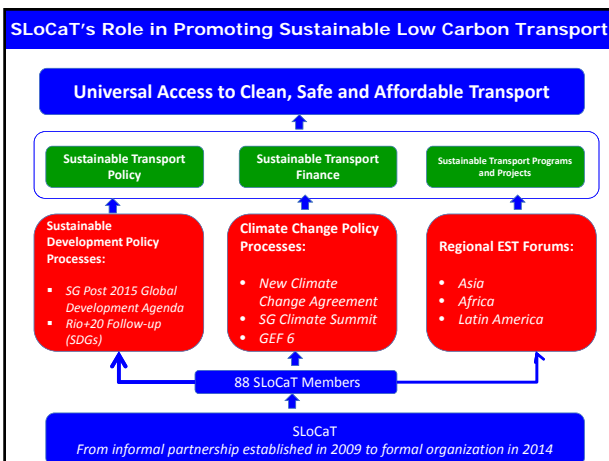 SLoCaT's Role in Promoting Sustainable Low Carbon Transport
Universal Access to Clean, Safe and Affordable Transport
Sustainable Transport
Policy
Sustainable Transport
Finance
Sustainable Transport Programs
and Projects
Sustainable
Development Policy
Processes:
▪ SG Post 2015 Global
Development Agenda
▪ Rio+20 Follow-up
(SDGs)
Climate Change Policy
Processes:
• New Climate
Change Agreement
• SG Climate Summit
• GEF 6
Regional EST Forums:
• Asia
• Africa
• Latin America
88 SLoCaT Members
SLoCaT
From informal partnership established in 2009 to formal organization in 2014